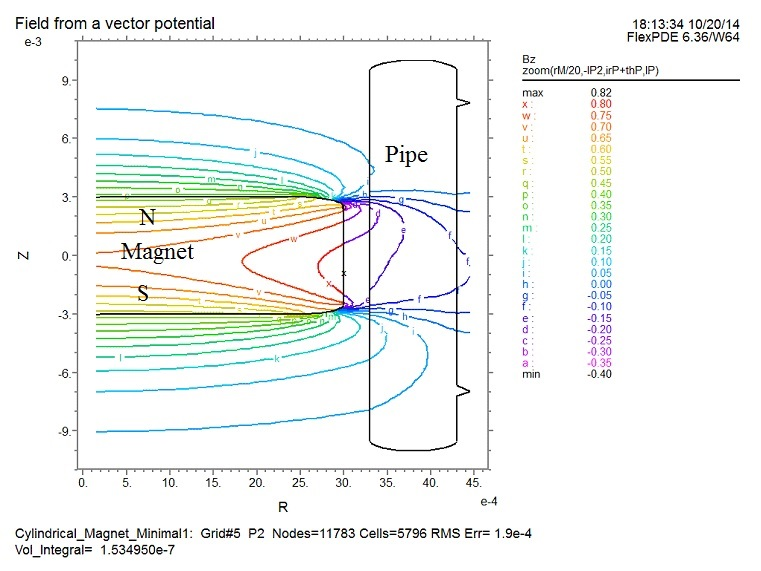 Field from a vector potential
18:13:34 10/20/14
FlexPDE 6.36/W64
e-3
Bz
zoom(rM/20,-lP2,irP+thP,lP)
max 0.82
x : 0.80
w : 0.75
v : 0.70
u : 0.65
t : 0.60
s : 0.55
r : 0.50
q : 0.45
p : 0.40
o : 0.35
n : 0.30
m : 0.25
l : 0.20
k : 0.15
j : 0.10
i : 0.05
h : 0.00
g : -0.05
f : -0.10
e : -0.15
d : -0.20
c : -0.25
b : -0.30
a : -0.35
min -0.40
9.
6.
3.
0.
-3.
-6.
-9.
Z
Pipe
N
Magnet
S
0. 5. 10. 15. 20. 25. 30. 35. 40. 45.
R
e-4
Cylindrical_Magnet_Minimal1: Grid#5 P2 Nodes=11783 Cells=5796 RMS Err= 1.9e-4
Vol_Integral= 1.534950e-7